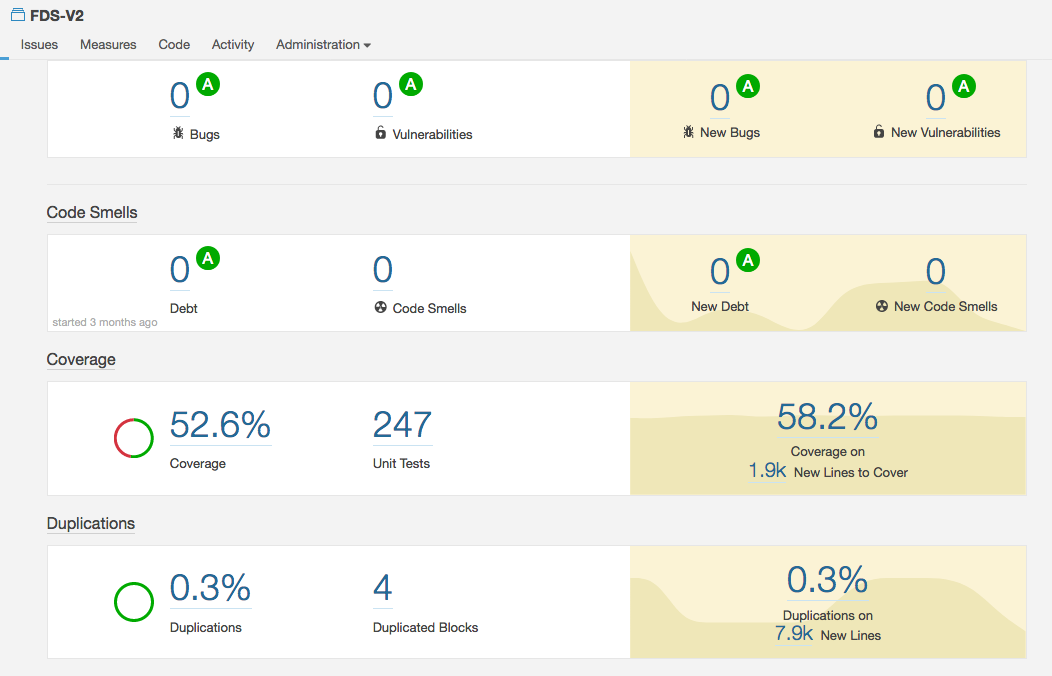 FDS-V2
Issues Measures Code Activity Administration
0 A 0 A 0 A 0 A
Bugs Vulnerabilities New Bugs New Vulnerabilities
Code Smells
0 A 0 0 A 0
Debt Code Smells New Debt New Code Smells
started 3 months ago
Coverage
52.6% 247 58.2%
Coverage Unit Tests Coverage on
1.9k New Lines to Cover
Duplications
0.3% 4 0.3%
Duplications Duplicated Blocks Duplications on
7.9k New Lines